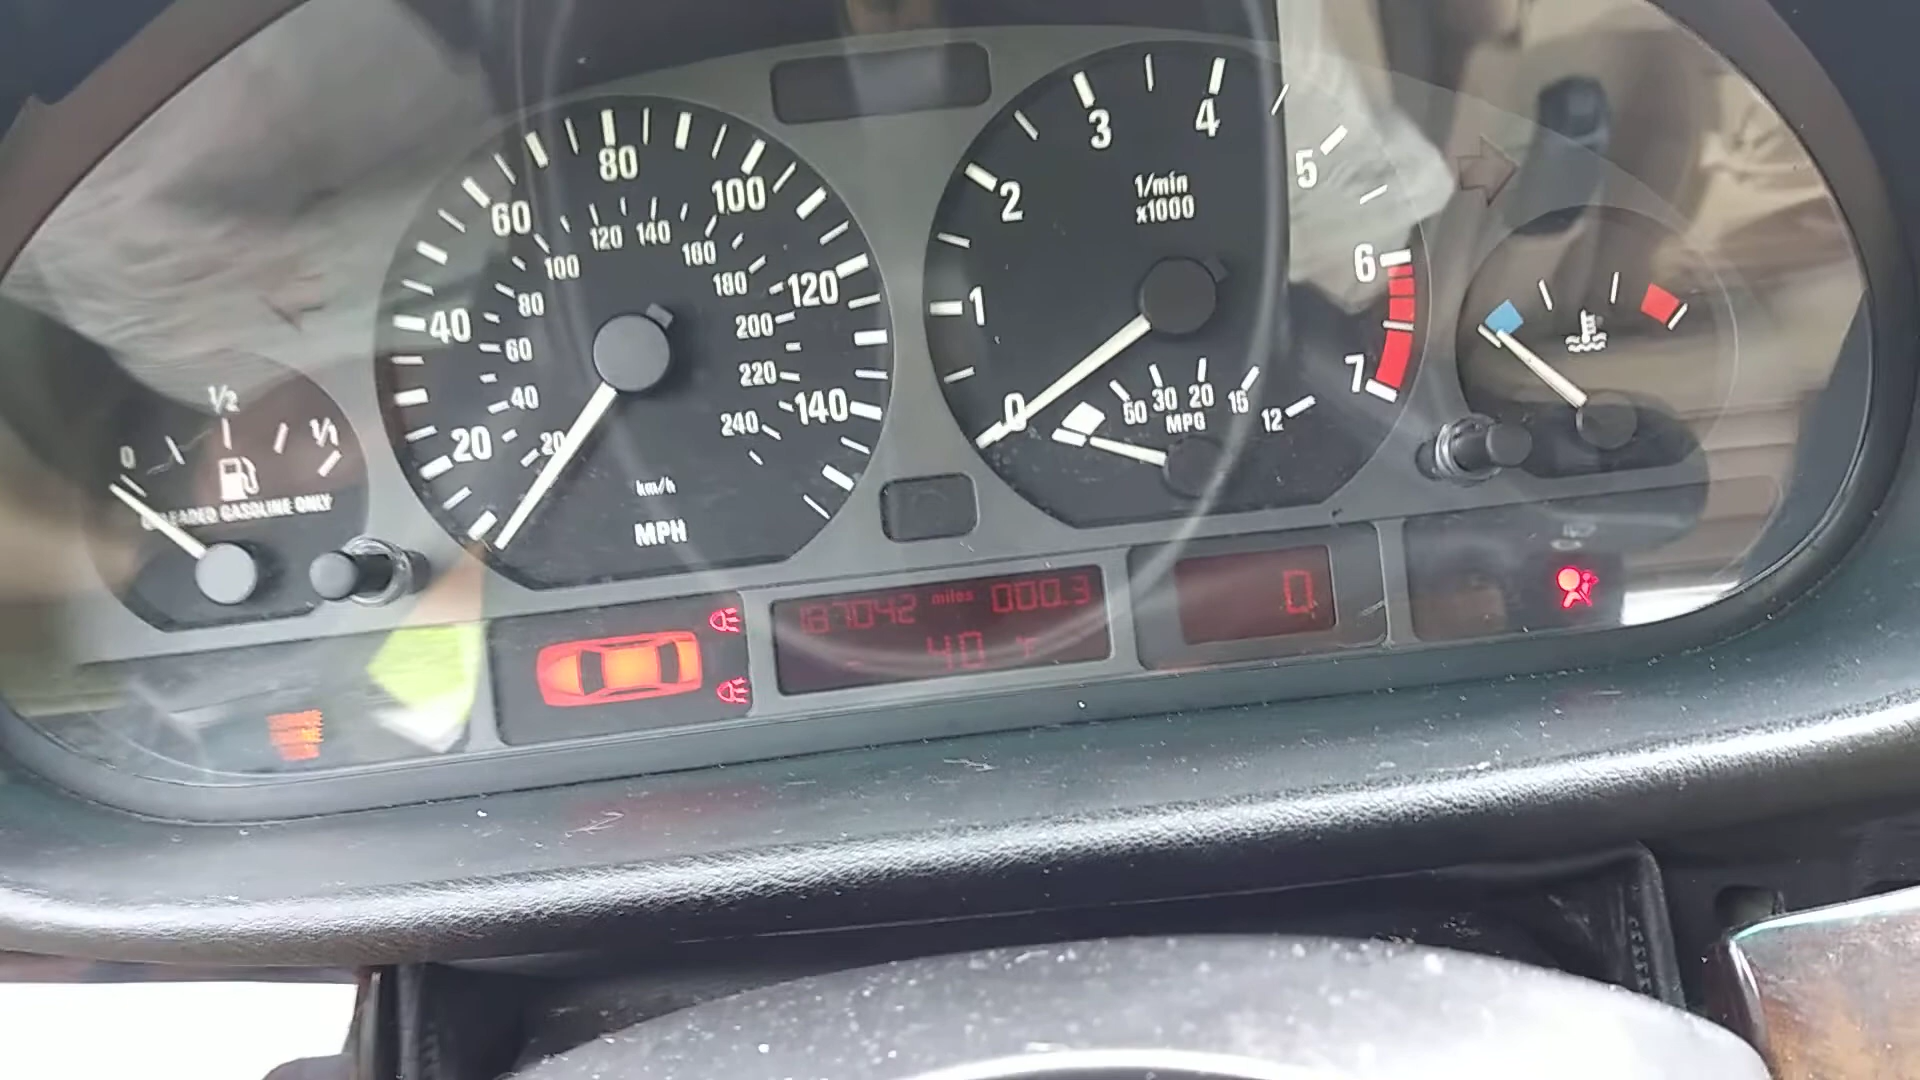 0 1/2 1/1
UNLEADED GASOLINE ONLY
20 40 60 80 100 120 140
20 40 60 80 100 120 140 160 180 200 220 240
km/h
MPH
0 1 2 3 4 5 6 7
1/min
x1000
50 30 20 15 12
MPG
187042 miles 000.3
- 40 °F
0